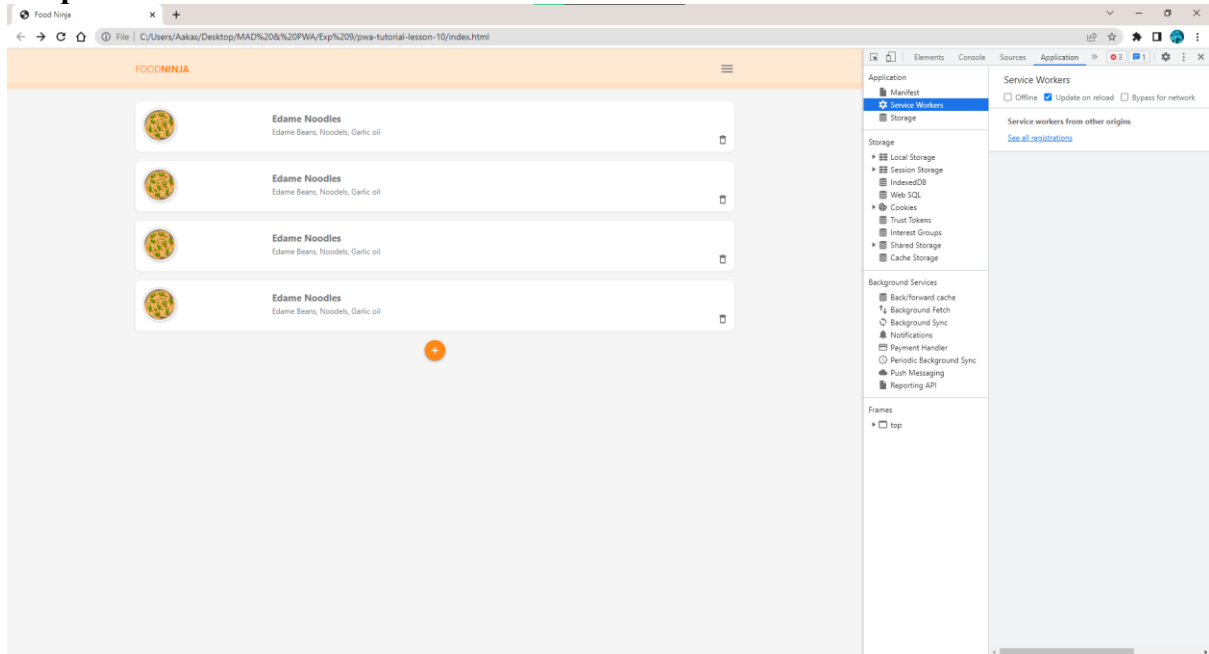 Food Ninja
File C:/Users/Aakas/Desktop/MAD%20&%20PWA/Exp%209/pwa-tutorial-lesson-10/index.html
FOODNINJA
Edame Noodles
Edame Beans, Noodels, Garlic oil
Edame Noodles
Edame Beans, Noodels, Garlic oil
Edame Noodles
Edame Beans, Noodels, Garlic oil
Edame Noodles
Edame Beans, Noodels, Garlic oil
+
Elements Console Sources Application » 3 1
Application
Manifest
Service Workers
Storage
Storage
Local Storage
Session Storage
IndexedDB
Web SQL
Cookies
Trust Tokens
Interest Groups
Shared Storage
Cache Storage
Background Services
Back/forward cache
Background Fetch
Background Sync
Notifications
Payment Handler
Periodic Background Sync
Push Messaging
Reporting API
Frames
top
Service Workers
Offline Update on reload Bypass for network
Service workers from other origins
See all registrations